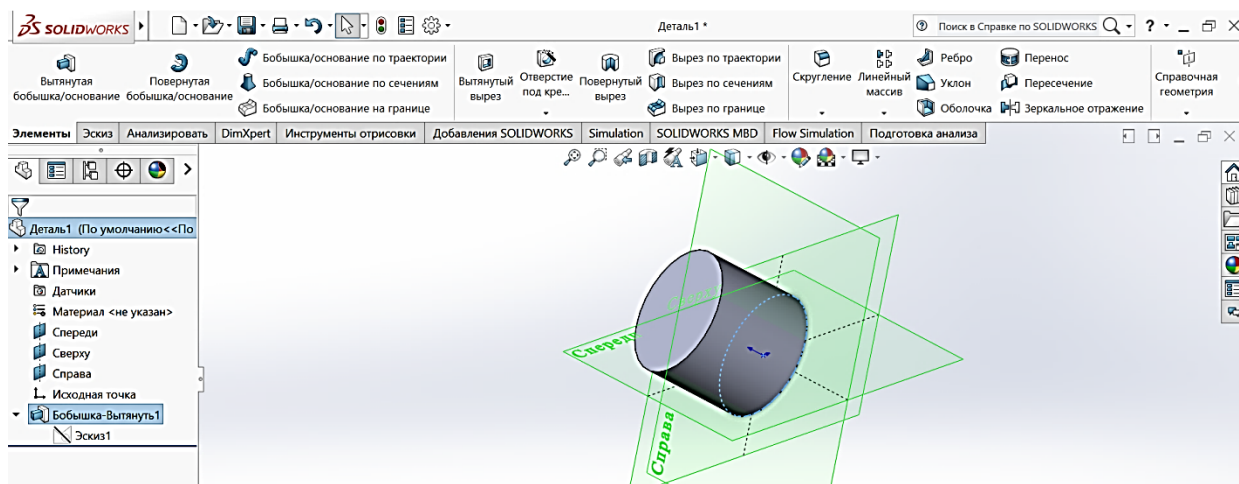 SOLIDWORKS
Деталь1 *
Поиск в Справке по SOLIDWORKS
?
Вытянутая бобышка/основание
Повернутая бобышка/основание
Бобышка/основание по траектории
Бобышка/основание по сечениям
Бобышка/основание на границе
Вытянутый вырез
Отверстие под кре...
Повернутый вырез
Вырез по траектории
Вырез по сечениям
Вырез по границе
Скругление
Линейный массив
Ребро
Уклон
Оболочка
Перенос
Пересечение
Зеркальное отражение
Справочная геометрия
Элементы Эскиз Анализировать DimXpert Инструменты отрисовки Добавления SOLIDWORKS Simulation SOLIDWORKS MBD Flow Simulation Подготовка анализа
Деталь1 (По умолчанию<<По
History
Примечания
Датчики
Материал <не указан>
Спереди
Сверху
Справа
Исходная точка
Бобышка-Вытянуть1
Эскиз1
Спереди
Справа